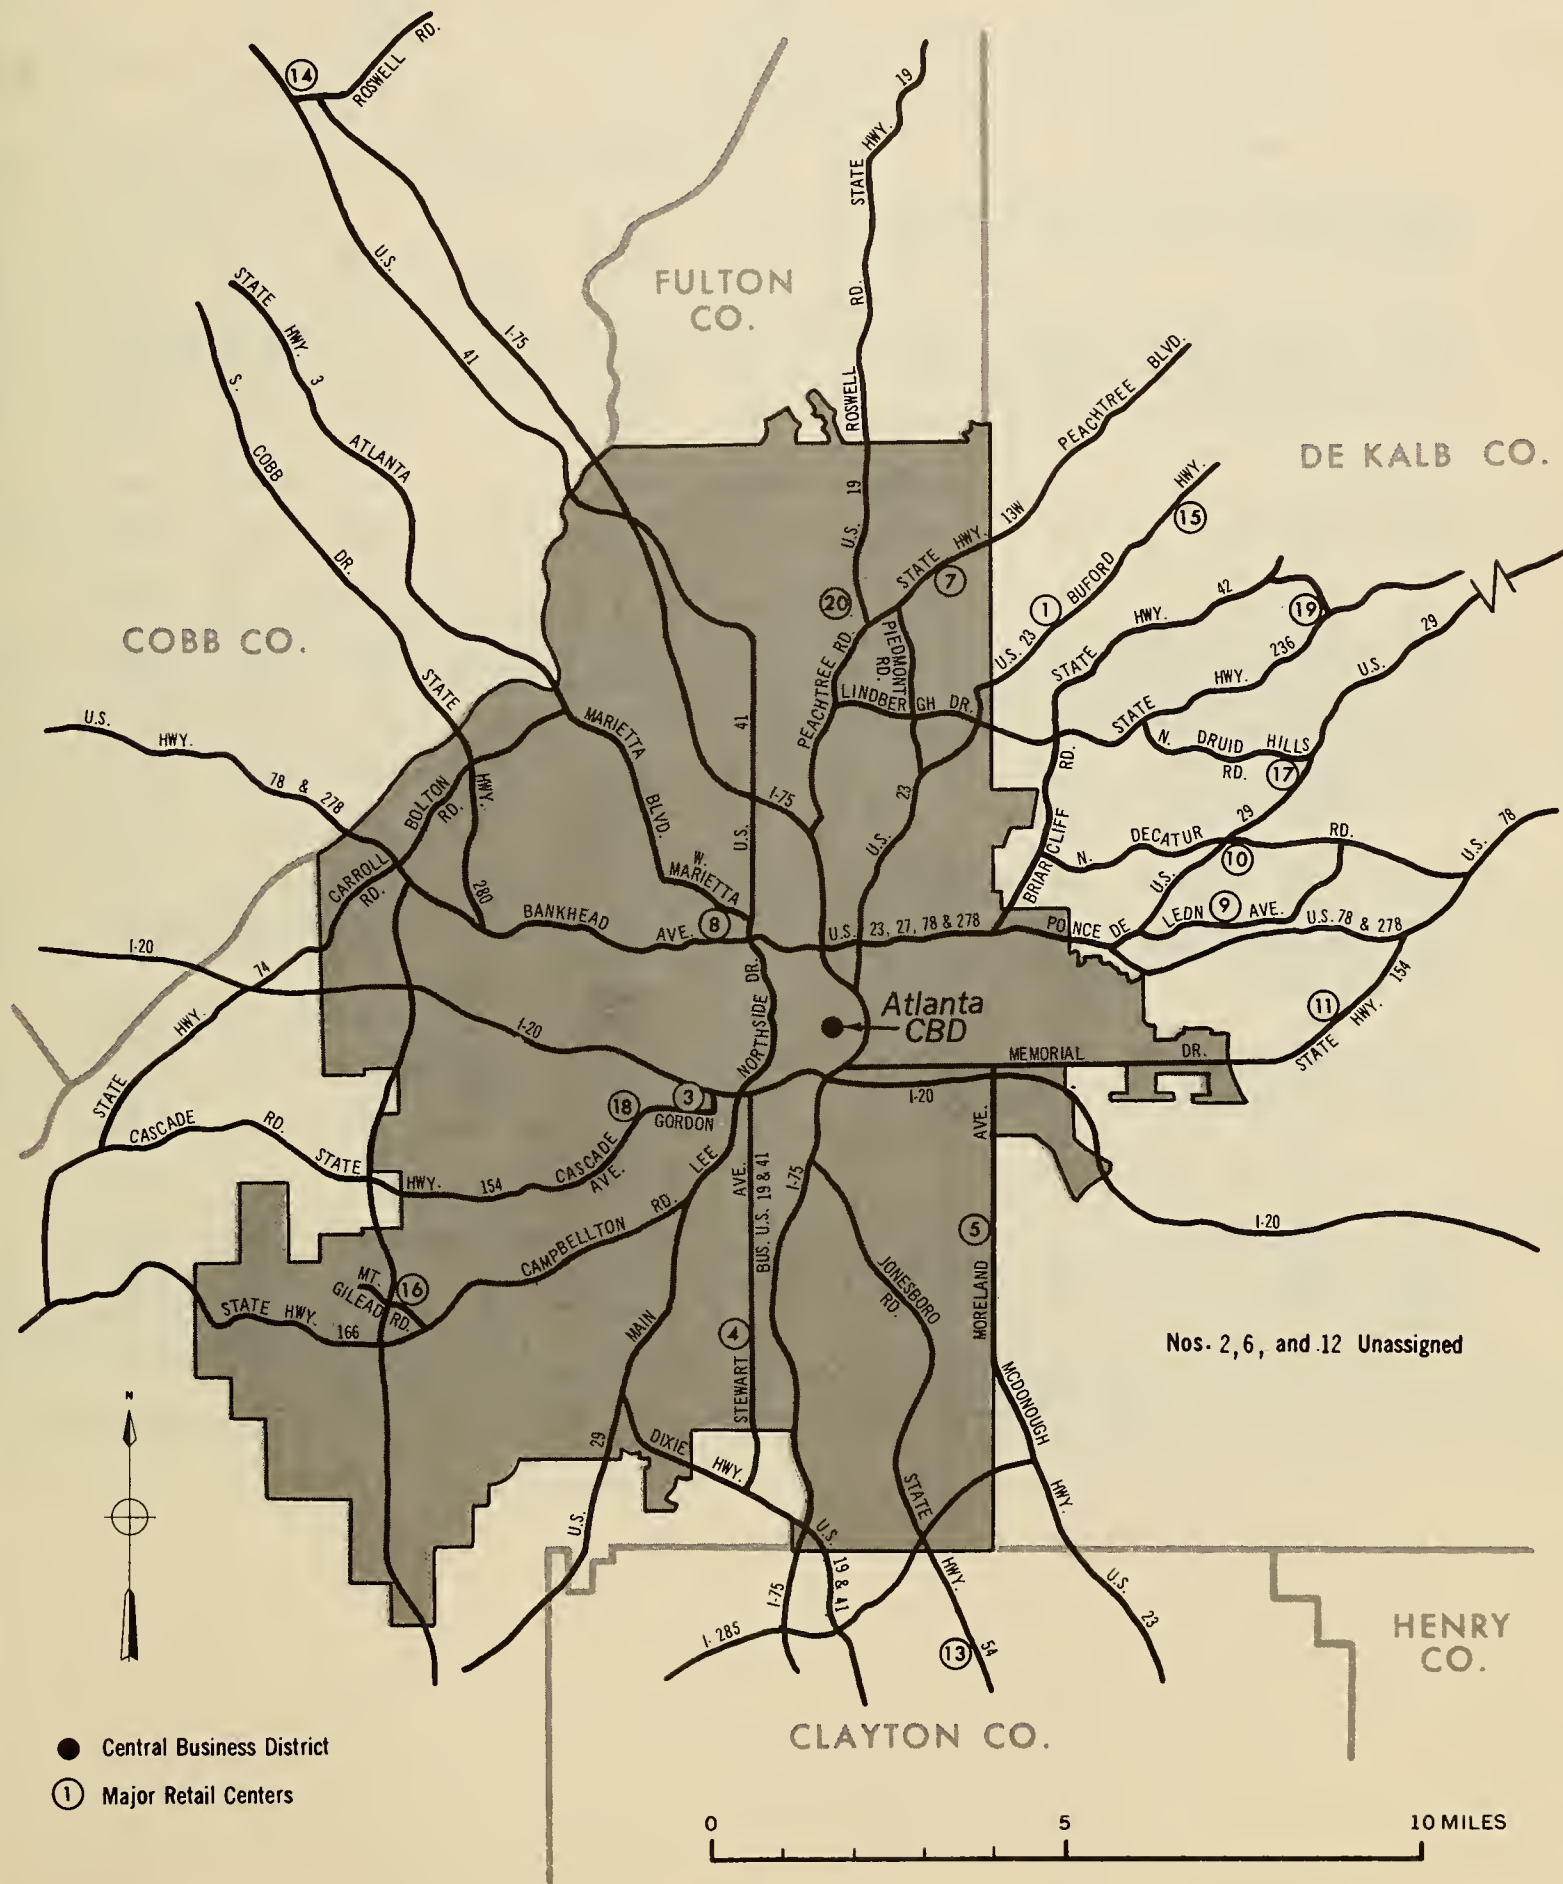 14
ROSWELL RD.
STATE HWY. 19
U.S. 41
I-75
FULTON
CO.
ROSWELL RD.
STATE HWY. 3
ATLANTA
S. COBB DR.
PEACHTREE BLVD.
DE KALB CO.
U.S. 19
STATE HWY. 13W
7
20
15
U.S. 23 BUFORD HWY.
1
STATE HWY. 42
19
STATE HWY. 236
U.S. 29
COBB CO.
STATE HWY. 280
PEACHTREE RD.
PIEDMONT
RD.
LINDBERGH DR.
N. DRUID HILLS
RD.
17
U.S. HWY. 78 & 278
MARIETTA BLVD.
W.
MARIETTA
U.S. 41
I-75
U.S. 23
BOLTON
RD.
CARROLL
RD.
BRIARCLIFF RD.
N. DECATUR RD.
10
U.S. 29
U.S. 78
9
PONCE DE LEON AVE.
U.S. 78 & 278
BANKHEAD AVE.
8
U.S. 23, 27, 78 & 278
I-20
STATE HWY. 74
I-20
NORTHSIDE DR.
Atlanta
CBD
11
STATE HWY. 154
MEMORIAL DR.
I-20
18
3
GORDON
CASCADE RD.
STATE HWY. 154
CASCADE
AVE.
LEE
AVE.
BUS. U.S. 19 & 41
I-75
AVE.
5
I-20
CAMPBELLTON RD.
MT.
GILEAD RD.
16
STATE HWY.
166
MAIN
4
STEWART
JONESBORO
RD.
MORELAND
MCDONOUGH HWY.
Nos. 2, 6, and 12 Unassigned
N
U.S. 29
DIXIE HWY.
STATE HWY. 54
U.S. 19 & 41
I-75
I-285
13
U.S. 23
HENRY
CO.
CLAYTON CO.
Central Business District
1 Major Retail Centers
0 5 10 MILES